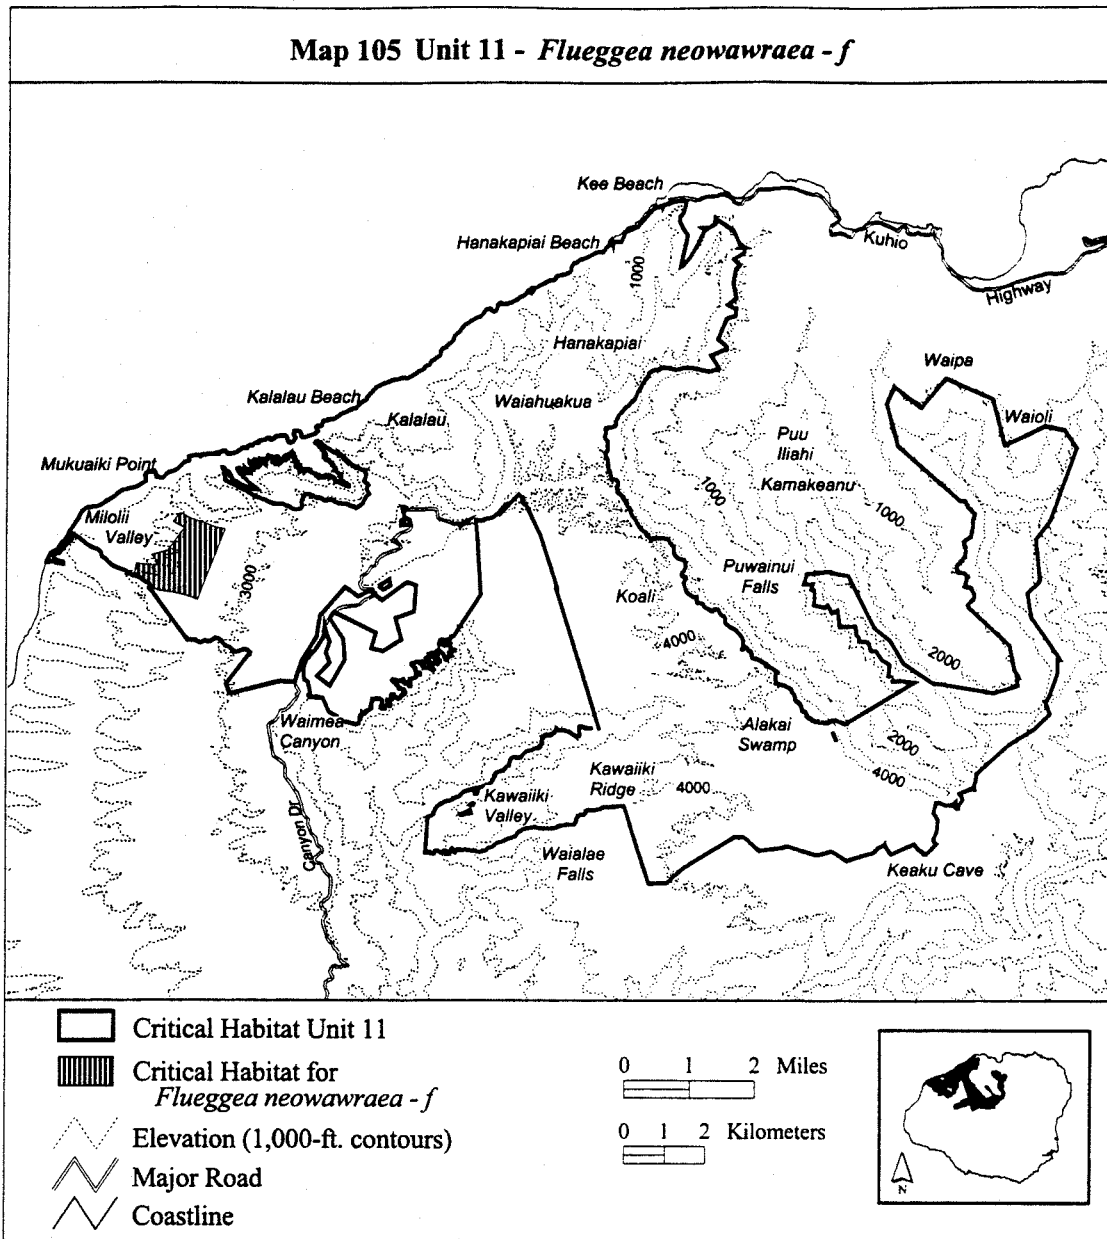 Map 105 Unit 11 - Flueggea neowawraea - f
Kee Beach
Hanakapiai Beach
Kuhio
Highway
1000
Hanakapiai
Waipa
Kalalau Beach
Waiahuakua
Kalalau
Waioli
Puu
Iliahi
Mukuaiki Point
Kamakeanu
1000
1000
Milolii
Valley
Puwainui
Falls
3000
Koali
4000
2000
Waimea
Canyon
Alakai
Swamp
2000
4000
Kawaiiki
Ridge
4000
Kawaiiki
Valley
Canyon Dr
Waialae
Falls
Keaku Cave
Critical Habitat Unit 11
Critical Habitat for
Flueggea neowawraea - f
Elevation (1,000-ft. contours)
Major Road
Coastline
0 1 2 Miles
0 1 2 Kilometers
N